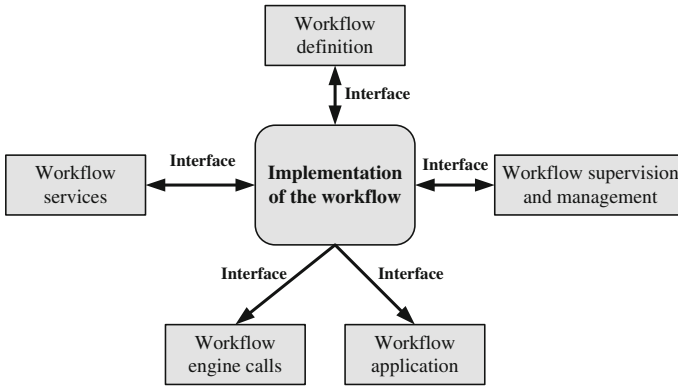 Workflow
definition
Interface
Interface
Interface
Workflow
services
Implementation
of the workflow
Workflow supervision
and management
Interface
Interface
Workflow
engine calls
Workflow
application